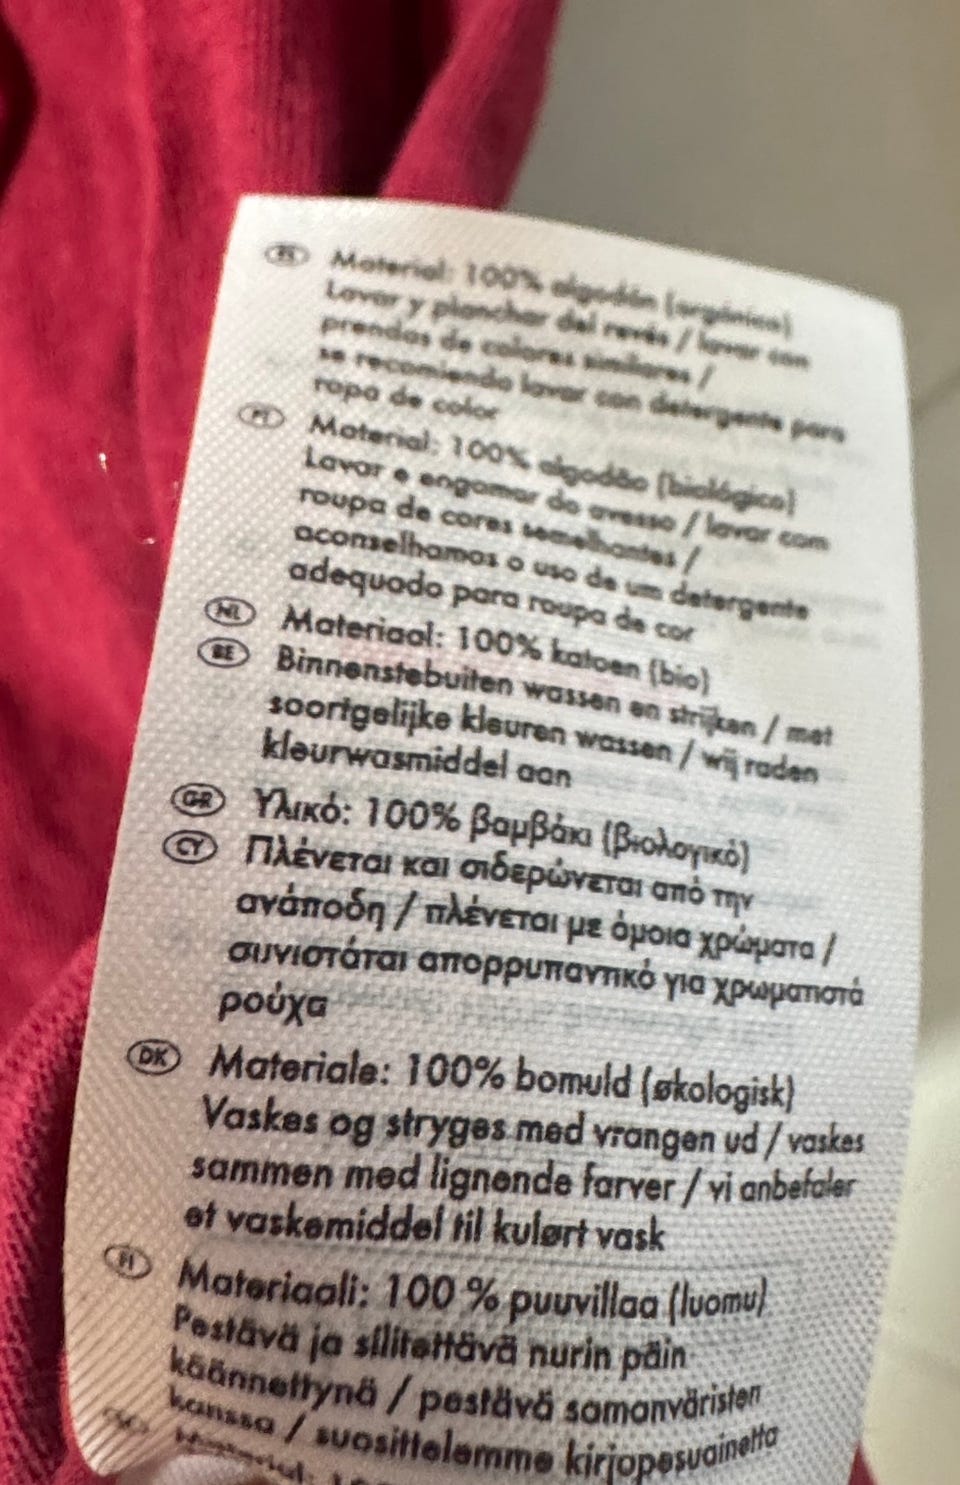 ES Material: 100% algodón (orgánico)
Lavar y planchar del revés / lavar con
prendas de colores similares /
se recomienda lavar con detergente para
ropa de color
PT Material: 100% algodão (biológico)
Lavar e engomar do avesso / lavar com
roupa de cores semelhantes /
aconselhamos o uso de um detergente
adequado para roupa de cor
NL Materiaal: 100% katoen (bio)
BE Binnenstebuiten wassen en strijken / met
soortgelijke kleuren wassen / wij raden
kleurwasmiddel aan
GR Υλικό: 100% βαμβάκι (βιολογικό)
CY Πλένεται και σιδερώνεται από την
ανάποδη / πλένεται με όμοια χρώματα /
συνιστάται απορρυπαντικό για χρωματιστά
ρούχα
DK Materiale: 100% bomuld (økologisk)
Vaskes og stryges med vrangen ud / vaskes
sammen med lignende farver / vi anbefaler
et vaskemiddel til kulørt vask
FI Materiaali: 100 % puuvillaa (luomu)
Pestävä ja silitettävä nurin päin
käännettynä / pestävä samanväristen
kanssa / suosittelemme kirjopesuainetta